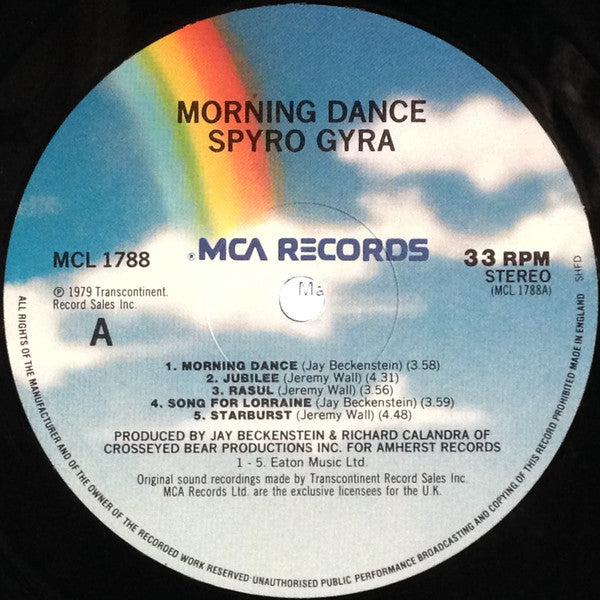 MORNING DANCE
SPYRO GYRA
MCL 1788
®MCA RECORDS
33 RPM
STEREO
(MCL 1788A)
SHFD
℗ 1979 Transcontinent.
Record Sales Inc.
A
Ma
1. MORNING DANCE (Jay Beckenstein) (3.58)
2. JUBILEE (Jeremy Wall) (4.31)
3. RASUL (Jeremy Wall) (3.56)
4. SONG FOR LORRAINE (Jay Beckenstein) (3.59)
5. STARBURST (Jeremy Wall) (4.48)
PRODUCED BY JAY BECKENSTEIN & RICHARD CALANDRA OF
CROSSEYED BEAR PRODUCTIONS INC. FOR AMHERST RECORDS
1 - 5. Eaton Music Ltd.
Original sound recordings made by Transcontinent Record Sales Inc.
MCA Records Ltd. are the exclusive licensees for the U.K.
ALL RIGHTS OF THE MANUFACTURER AND OF THE OWNER OF THE RECORDED WORK RESERVED·UNAUTHORISED PUBLIC PERFORMANCE BROADCASTING AND COPYING OF THIS RECORD PROHIBITED MADE IN ENGLAND